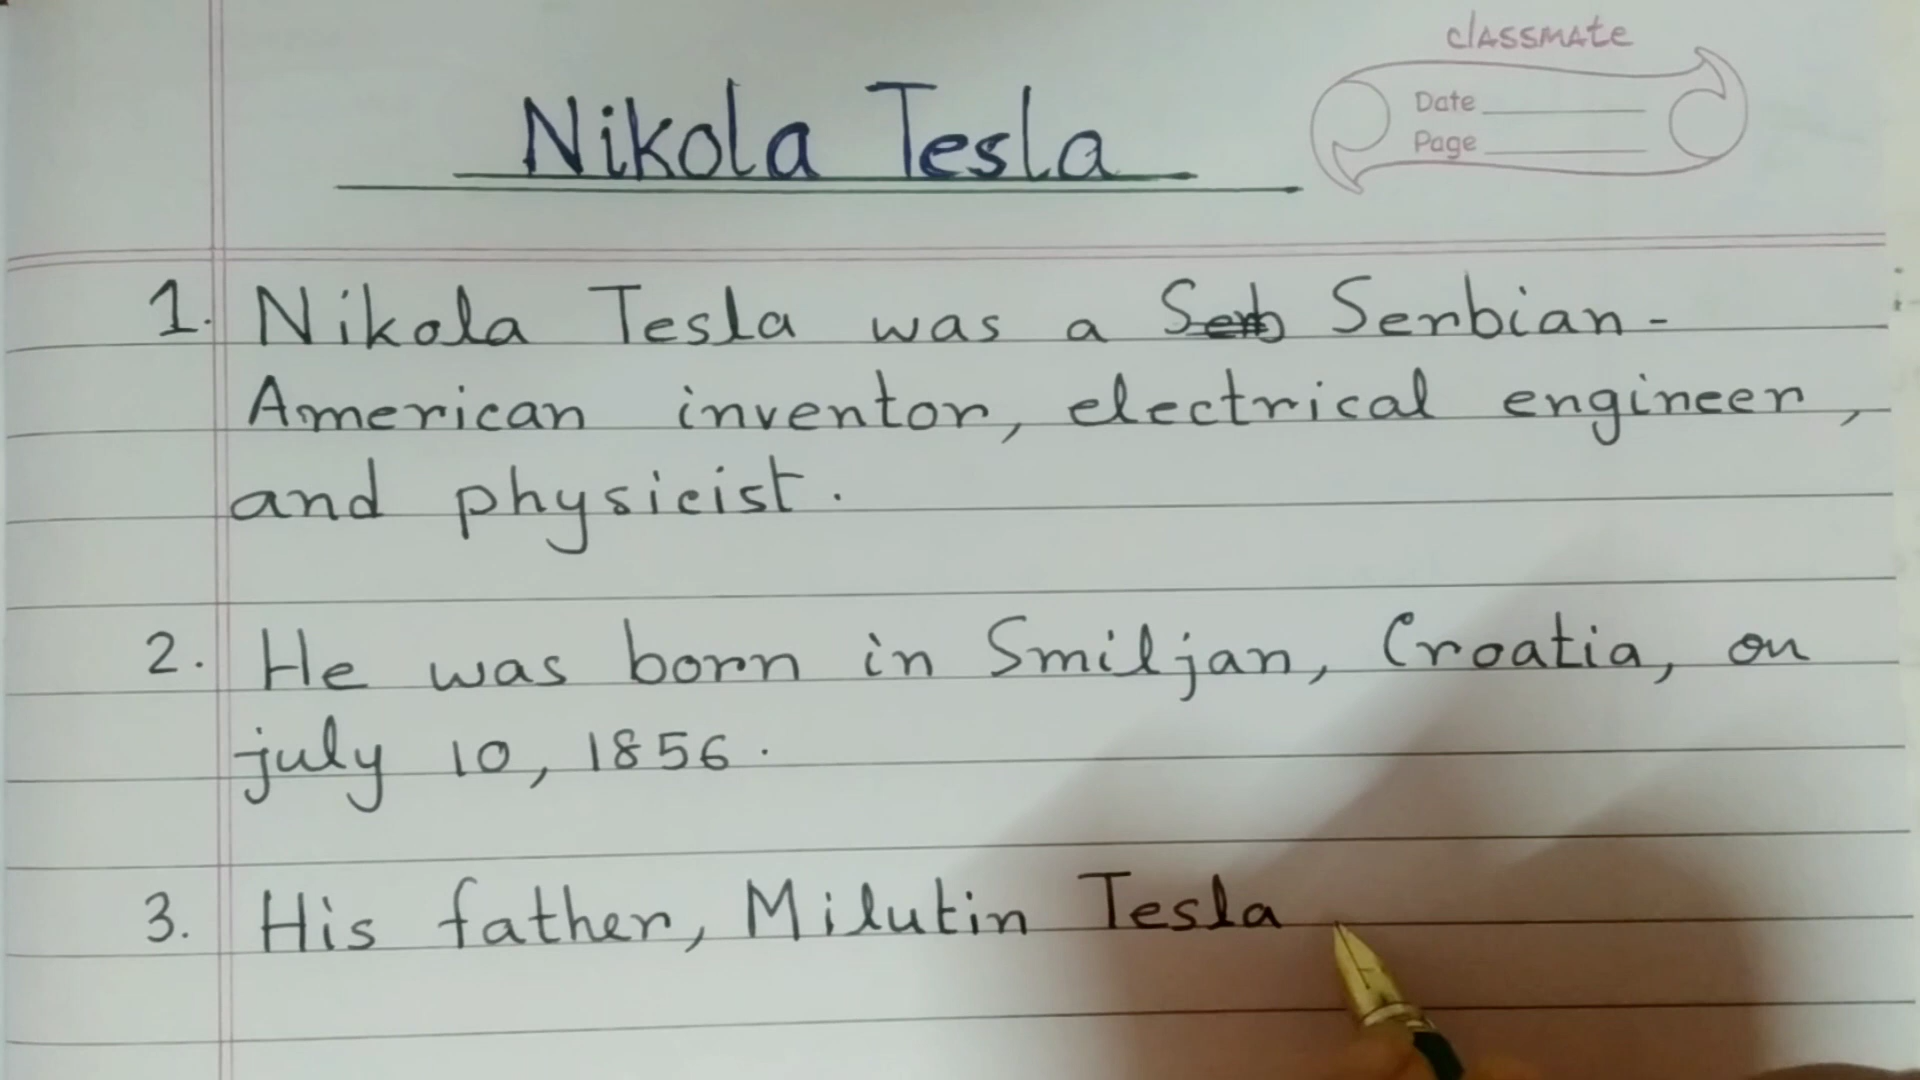 classmate
Date
Page
Nikola Tesla
1. Nikola Tesla was a Serb Serbian-
American inventor, electrical engineer,
and physicist.
2. He was born in Smiljan, Croatia, on
july 10, 1856.
3. His father, Milutin Tesla